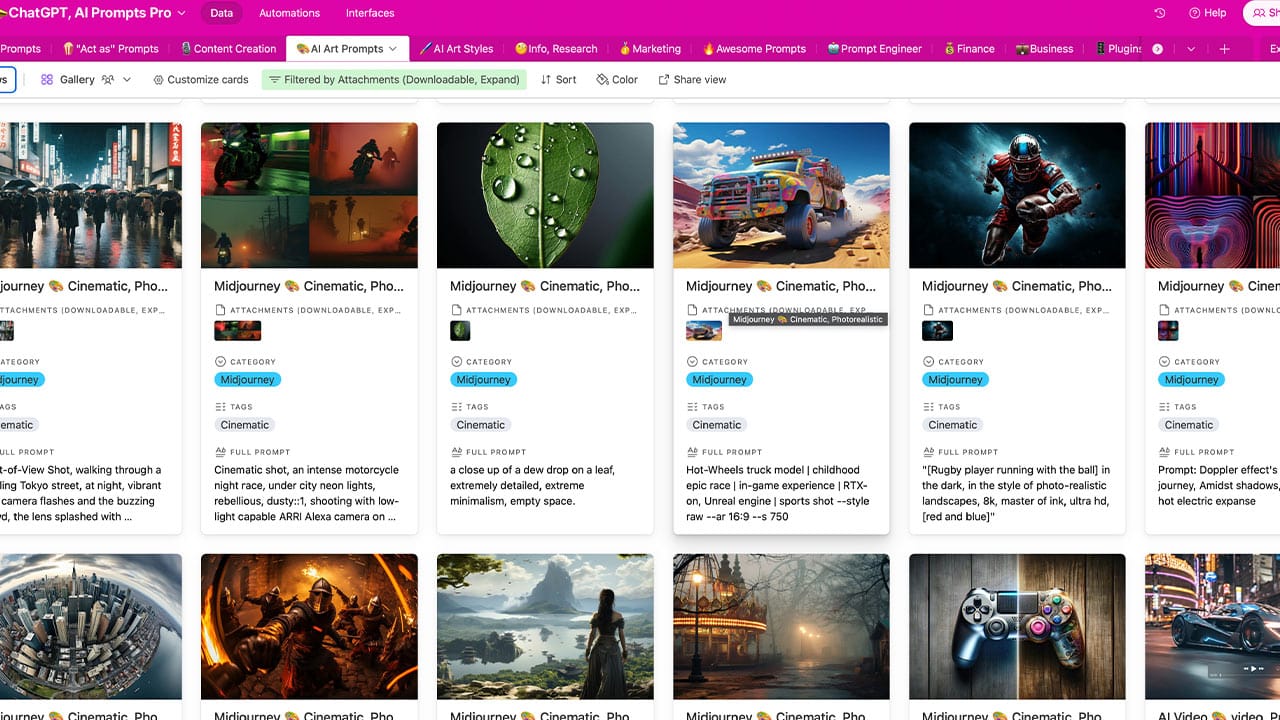 ChatGPT, AI Prompts Pro
Data
Automations
Interfaces
Help
Sh
Prompts
"Act as" Prompts
Content Creation
AI Art Prompts
AI Art Styles
Info, Research
Marketing
Awesome Prompts
Prompt Engineer
Finance
Business
Plugins
Ex
ws
Gallery
Customize cards
Filtered by Attachments (Downloadable, Expand)
Sort
Color
Share view
journey 🎨 Cinematic, Pho...
TTACHMENTS (DOWNLOADABLE, EXP...
ATEGORY
djourney
AGS
ematic
ULL PROMPT
t-of-View Shot, walking through a
ling Tokyo street, at night, vibrant
camera flashes and the buzzing
wd, the lens splashed with ...
Midjourney 🎨 Cinematic, Pho...
ATTACHMENTS (DOWNLOADABLE, EXP...
CATEGORY
Midjourney
TAGS
Cinematic
FULL PROMPT
Cinematic shot, an intense motorcycle
night race, under city neon lights,
rebellious, dusty::1, shooting with low-
light capable ARRI Alexa camera on ...
Midjourney 🎨 Cinematic, Pho...
ATTACHMENTS (DOWNLOADABLE, EXP...
CATEGORY
Midjourney
TAGS
Cinematic
FULL PROMPT
a close up of a dew drop on a leaf,
extremely detailed, extreme
minimalism, empty space.
Midjourney 🎨 Cinematic, Pho...
ATTACHMENTS (DOWNLOADABLE, EXP
Midjourney 🎨 Cinematic, Photorealistic
CATEGORY
Midjourney
TAGS
Cinematic
FULL PROMPT
Hot-Wheels truck model | childhood
epic race | in-game experience | RTX-
on, Unreal engine | sports shot --style
raw --ar 16:9 --s 750
Midjourney 🎨 Cinematic, Pho...
ATTACHMENTS (DOWNLOADABLE, EXP...
CATEGORY
Midjourney
TAGS
Cinematic
FULL PROMPT
"[Rugby player running with the ball] in
the dark, in the style of photo-realistic
landscapes, 8k, master of ink, ultra hd,
[red and blue]"
Midjourney 🎨 Cinem
ATTACHMENTS (DOWNLOA
CATEGORY
Midjourney
TAGS
Cinematic
FULL PROMPT
Prompt: Doppler effect's
journey, Amidst shadows,
hot electric expanse
journey 🎨 Cinematic, Pho
Midjourney 🎨 Cinematic, Pho
Midjourney 🎨 Cinematic, Pho
Midjourney 🎨 Cinematic, Pho
Midjourney 🎨 Cinematic, Pho
AI Video 🎨 video, P